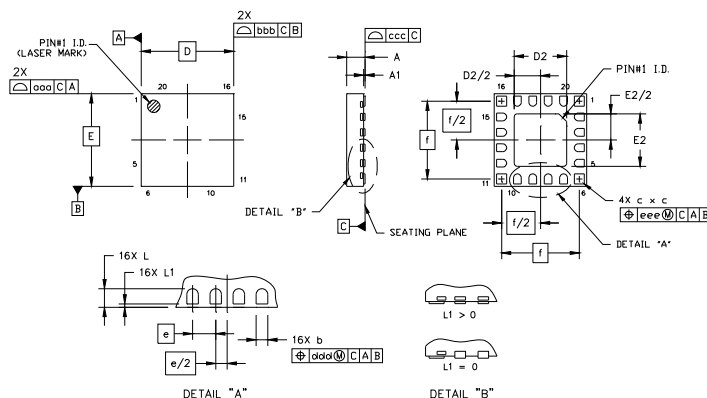 2X
⌓ bbb C B
A
D
PIN#1 I.D.
(LASER MARK)
2X
⌓ aaa C A
1
20
16
15
E
5
11
6
10
B
⌓ ccc C
A
A1
DETAIL "B"
C
SEATING PLANE
D2
D2/2
PIN#1 I.D.
16
20
1
15
E2/2
f/2
f
E2
5
11
10
6
4X c x c
⌖ eee Ⓜ C A B
f/2
DETAIL "A"
f
16X L
16X L1
e
16X b
⌖ ddd Ⓜ C A B
e/2
DETAIL "A"
L1 > 0
L1 = 0
DETAIL "B"